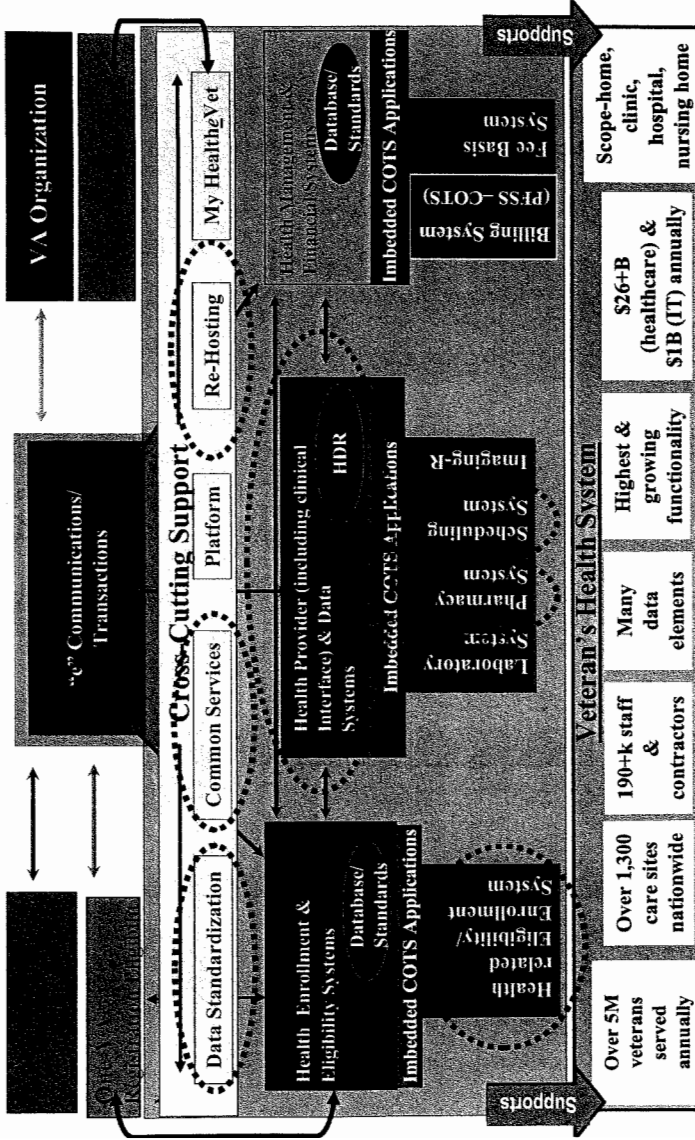 VA Organization
"e" Communications/
Transactions
Cross-Cutting Support
Data Standardization
Common Services
Platform
Re-Hosting
My HealtheVet
Health Enrollment &
Eligibility Systems
Database/
Standards
Imbedded COTS Applications
Health
related
Eligibility/
Enrollment
System
Health Provider (including clinical
Interface) & Data
Systems
HDR
Imbedded COTS Applications
Laboratory
System
Pharmacy
System
Scheduling
System
Imaging-R
Health Management &
Financial Systems
Database/
Standards
Imbedded COTS Applications
Billing System
(PFSS –COTS)
Fee Basis
System
Supports
Supports
Veteran's Health System
Over 5M
veterans
served
annually
Over 1,300
care sites
nationwide
190+k staff
&
contractors
Many
data
elements
Highest &
growing
functionality
$26+B
(healthcare) &
$1B (IT) annually
Scope-home,
clinic,
hospital,
nursing home